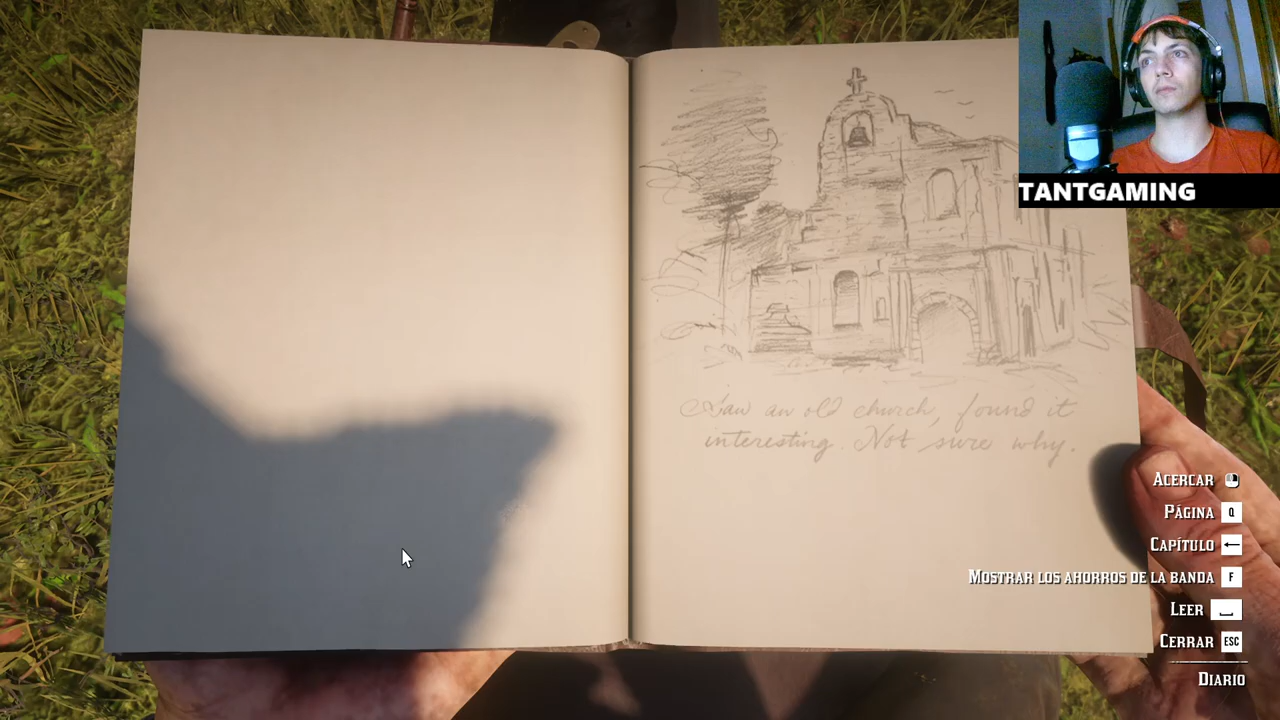 TANTGAMING
Saw an old church, found it
interesting. Not sure why.
ACERCAR
PÁGINA Q
CAPÍTULO ←
MOSTRAR LOS AHORROS DE LA BANDA F
LEER
CERRAR ESC
DIARIO